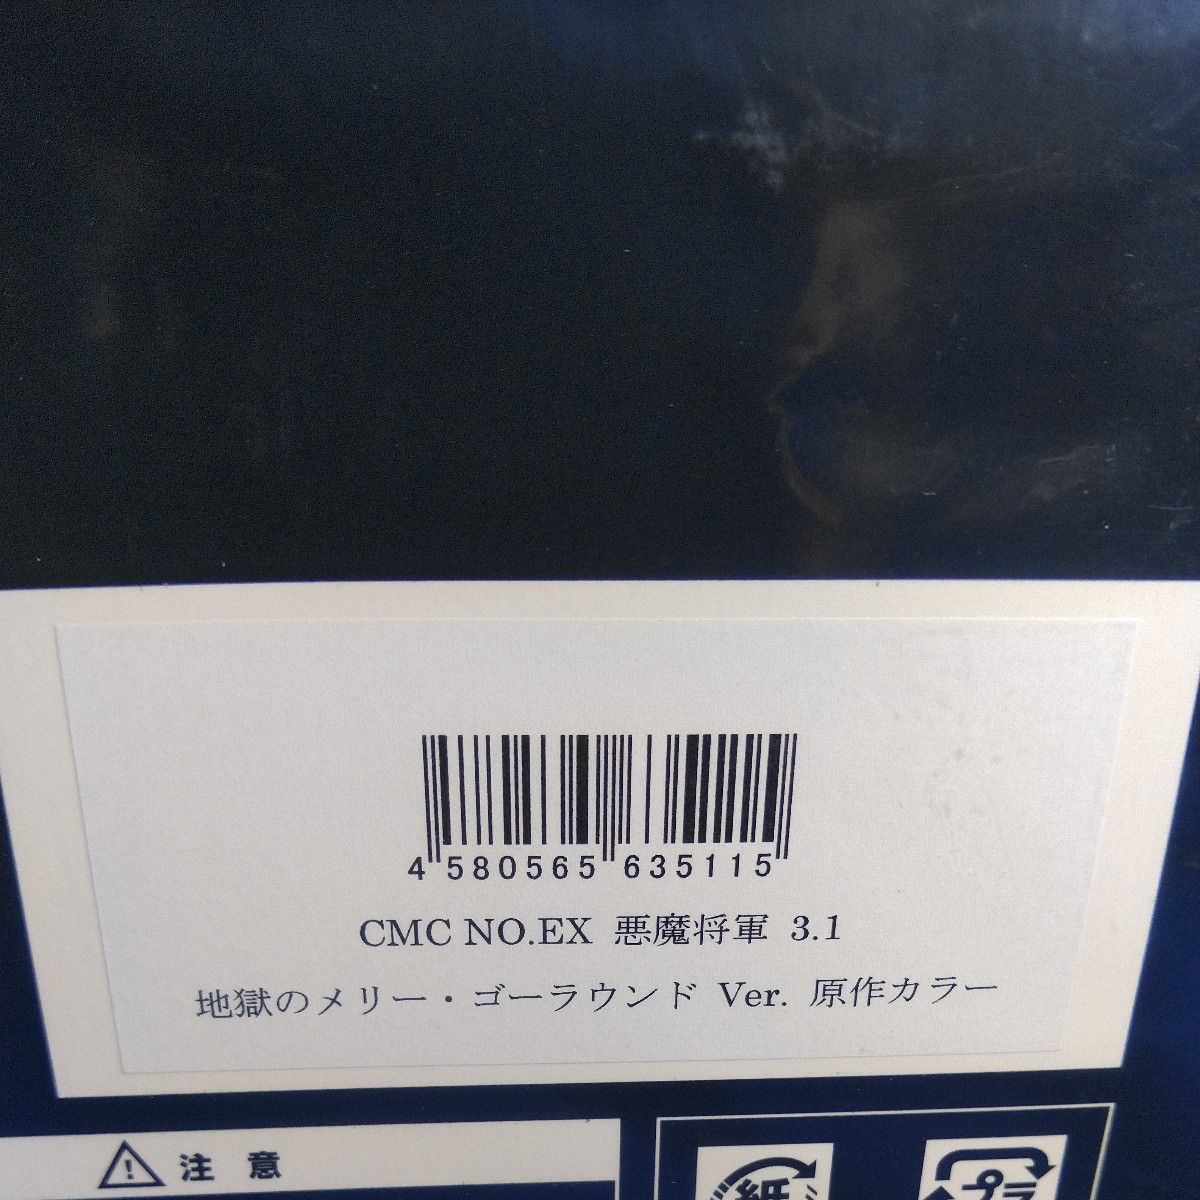 4 580565 635115
CMC NO.EX 悪魔将軍 3.1
地獄のメリー・ゴーラウンド Ver. 原作カラー
注意
紙
プラ